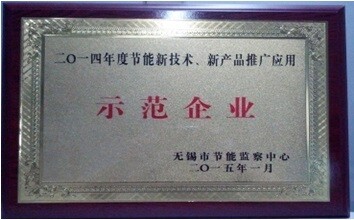 二〇一四年度节能新技术、新产品推广应用
示范企业
无锡市节能监察中心
二〇一五年一月